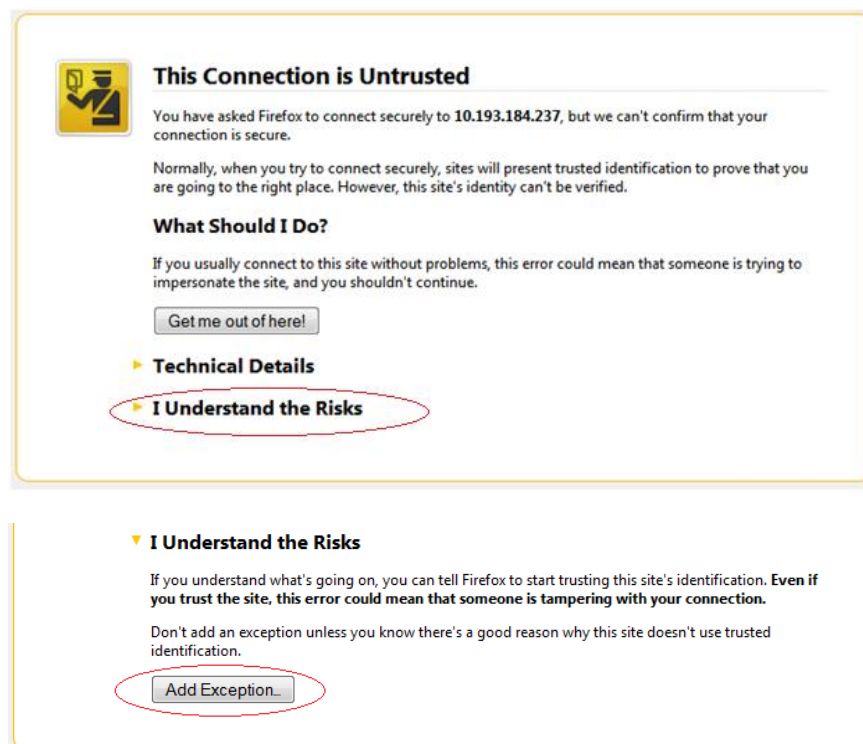 This Connection is Untrusted
You have asked Firefox to connect securely to 10.193.184.237, but we can't confirm that your
connection is secure.
Normally, when you try to connect securely, sites will present trusted identification to prove that you
are going to the right place. However, this site's identity can't be verified.
What Should I Do?
If you usually connect to this site without problems, this error could mean that someone is trying to
impersonate the site, and you shouldn't continue.
Get me out of here!
Technical Details
I Understand the Risks
I Understand the Risks
If you understand what's going on, you can tell Firefox to start trusting this site's identification. Even if
you trust the site, this error could mean that someone is tampering with your connection.
Don't add an exception unless you know there's a good reason why this site doesn't use trusted
identification.
Add Exception...